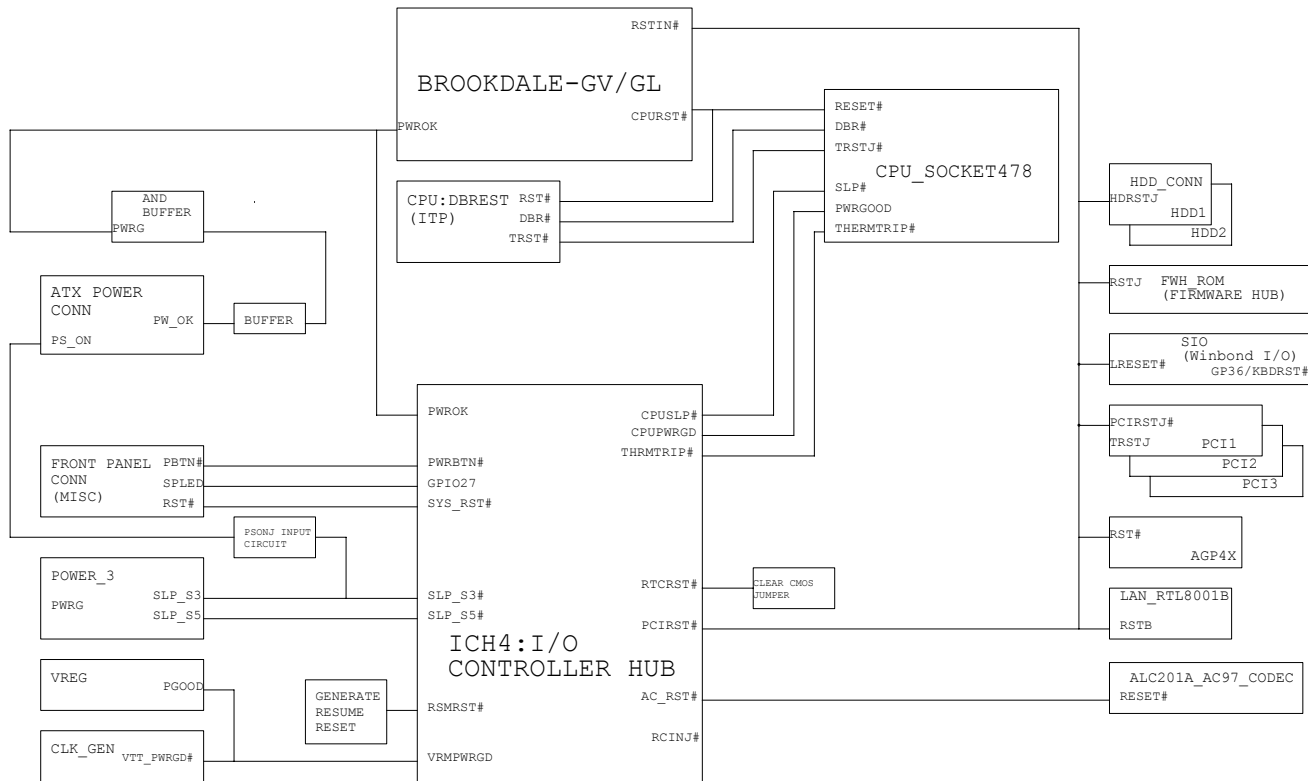 RSTIN#
BROOKDALE-GV/GL
CPURST#
PWROK
RESET#
DBR#
TRSTJ#
CPU_SOCKET478
SLP#
PWRGOOD
THERMTRIP#
CPU:DBREST
(ITP)
RST#
DBR#
TRST#
AND
BUFFER
PWRG
ATX POWER
CONN
PW_OK
PS_ON
BUFFER
HDD_CONN
HDRSTJ
HDD1
HDD2
RSTJ
FWH_ROM
(FIRMWARE HUB)
SIO
(Winbond I/O)
LRESET#
GP36/KBDRST#
PCIRSTJ#
TRSTJ
PCI1
PCI2
PCI3
RST#
AGP4X
LAN_RTL8001B
RSTB
ALC201A_AC97_CODEC
RESET#
FRONT PANEL
CONN
(MISC)
PBTN#
SPLED
RST#
PSONJ INPUT
CIRCUIT
POWER_3
PWRG
SLP_S3
SLP_S5
VREG
PGOOD
CLK_GEN
VTT_PWRGD#
GENERATE
RESUME
RESET
PWROK
PWRBTN#
GPIO27
SYS_RST#
SLP_S3#
SLP_S5#
ICH4:I/O
CONTROLLER HUB
RSMRST#
VRMPWRGD
CPUSLP#
CPUPWRGD
THRMTRIP#
RTCRST#
PCIRST#
AC_RST#
RCINJ#
CLEAR CMOS
JUMPER